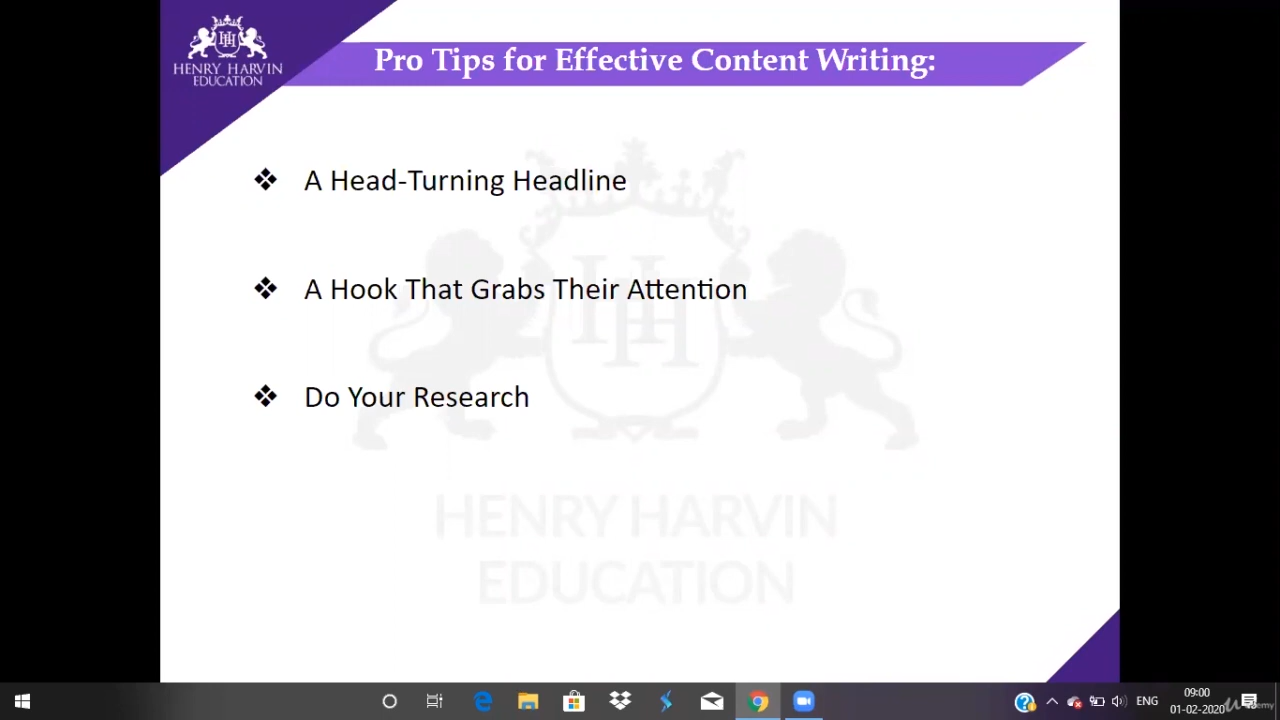 HENRY HARVIN
EDUCATION
Pro Tips for Effective Content Writing:
❖ A Head-Turning Headline
❖ A Hook That Grabs Their Attention
❖ Do Your Research
HENRY HARVIN
EDUCATION
ENG
09:00
01-02-2020